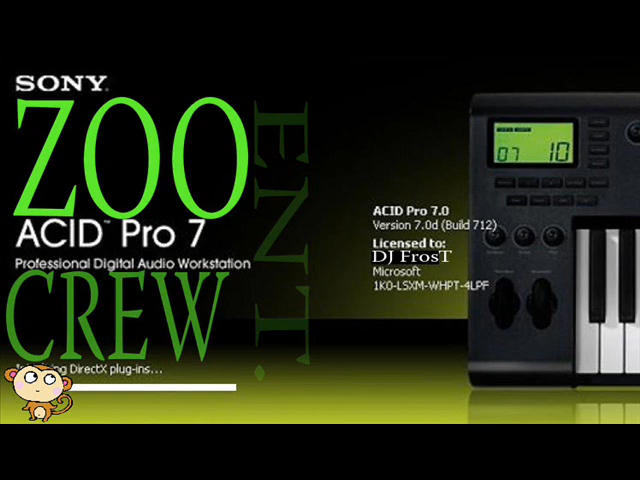 SONY
ZOO
ENT.
ACID™ Pro 7
Professional Digital Audio Workstation
CREW
DirectX plug-ins...
ACID Pro 7.0
Version 7.0d (Build 712)
Licensed to:
DJ FrosT
Microsoft
1K0-LSXM-WHPT-4LPF
07 10